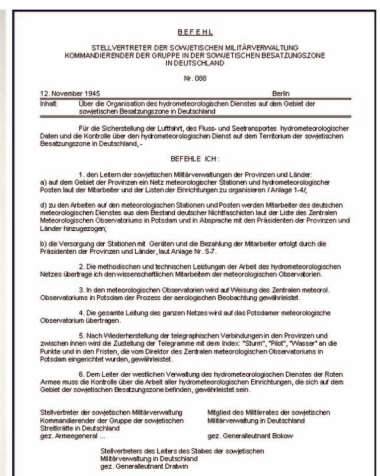 BEFEHL
STELLVERTRETER DER SOWJETISCHEN MILITÄRVERWALTUNG
KOMMANDIERENDER DER GRUPPE IN DER SOWJETISCHEN BESATZUNGSZONE
IN DEUTSCHLAND
Nr. 088
12. November 1945 Berlin
Inhalt: Über die Organisation des hydrometeorologischen Dienstes auf dem Gebiet der
sowjetischen Besatzungszone in Deutschland
Für die Sicherstellung der Luftfahrt, des Fluss- und Seetransportes hydrometeorologischer
Daten und die Kontrolle über den hydrometeorologischen Dienst auf dem Territorium der sowjetischen
Besatzungszone in Deutschland, -
BEFEHLE ICH:
1. den Leitern der sowjetischen Militärverwaltungen der Provinzen und Länder:
a) auf dem Gebiet der Provinzen ein Netz meteorologischer Stationen und hydrometeorologischer
Posten laut der Mitarbeiter und der Listen der Einrichtungen zu organisieren / Anlage 1-4/;
d) zu den Arbeiten auf den meteorologischen Stationen und Posten werden Mitarbeiter des deutschen
meteorologischen Dienstes aus dem Bestand deutscher Nichtfaschisten laut der Liste des Zentralen
Meteorologischen Observatoriums in Potsdam und in Absprache mit den Präsidenten der Provinzen und
Länder hinzugezogen;
b) die Versorgung der Stationen mit Geräten und die Bezahlung der Mitarbeiter erfolgt durch die
Präsidenten der Provinzen und Länder, laut Anlage Nr. 5-7.
2. Die methodischen und technischen Leistungen der Arbeit des hydrometeorologischen
Netzes übertrage ich den wissenschaftlichen Mitarbeitern der meteorologischen Observatorien.
3. In den meteorologischen Observatorien wird auf Weisung des Zentralen meteorol.
Observatoriums in Potsdam der Prozess der aerologischen Beobachtung gewährleistet.
4. Die gesamte Leitung des ganzen Netzes wird auf das Potsdamer meteorologische
Observatorium übertragen.
5. Nach Wiederherstellung der telegraphischen Verbindungen in den Provinzen und
zwischen ihnen wird die Zustellung der Telegramme mit dem Index: "Sturm", "Pilot", "Wasser" an die
Punkte und in den Fristen, die vom Direktor des Zentralen meteorologischen Observatoriums in
Potsdam eingerichtet wurden, gewährleistet.
6. Dem Leiter der westlichen Verwaltung des hydrometeorologischen Dienstes der Roten
Armee muss die Kontrolle über die Arbeit aller hydrometeorologischen Einrichtungen, die sich auf dem
Gebiet der sowjetischen Besatzungszone befinden, gewährleistet sein.
Stellvertreter der sowjetischen Militärverwaltung Mitglied des Militärrates der sowjetischen
Kommandierender der Gruppe der sowjetischen Militärverwaltung in Deutschland
Streitkräfte in Deutschland
gez. Armeegeneral ... gez. Generalleutnant Bokow
Stellvertreters des Leiters des Stabes der sowjetischen
Militärverwaltung in Deutschland
gez. Generalleutnant Dratwin